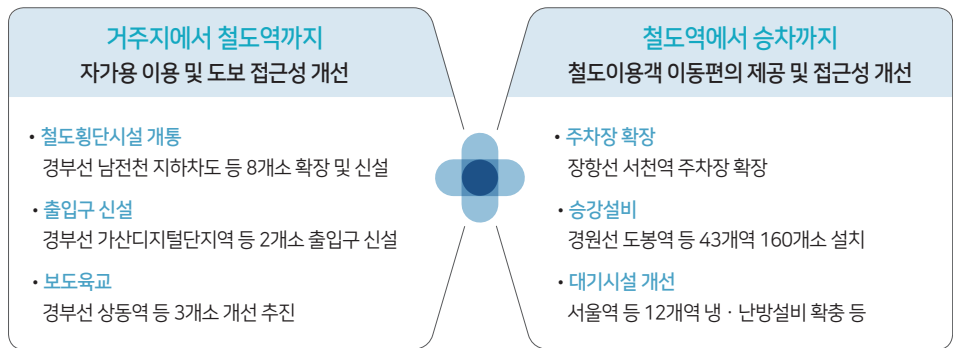 거주지에서 철도역까지
자가용 이용 및 도보 접근성 개선
• 철도횡단시설 개통
경부선 남전천 지하차도 등 8개소 확장 및 신설
• 출입구 신설
경부선 가산디지털단지역 등 2개소 출입구 신설
• 보도육교
경부선 상동역 등 3개소 개선 추진
철도역에서 승차까지
철도이용객 이동편의 제공 및 접근성 개선
• 주차장 확장
장항선 서천역 주차장 확장
• 승강설비
경원선 도봉역 등 43개역 160개소 설치
• 대기시설 개선
서울역 등 12개역 냉 · 난방설비 확충 등